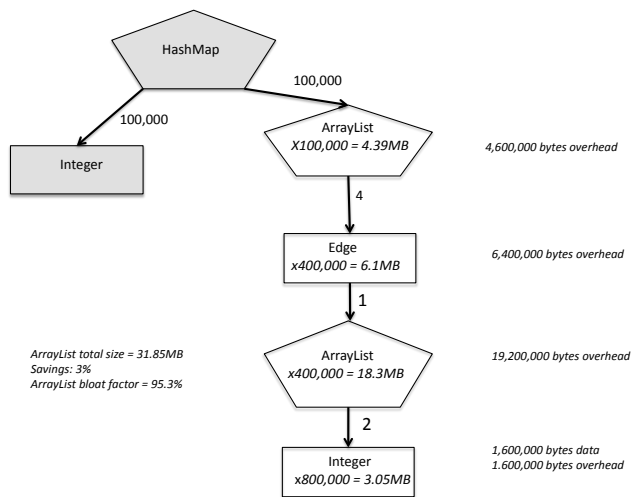 HashMap
100,000
100,000
Integer
ArrayList
X100,000 = 4.39MB
4,600,000 bytes overhead
4
Edge
x400,000 = 6.1MB
6,400,000 bytes overhead
1
ArrayList total size = 31.85MB
Savings: 3%
ArrayList bloat factor = 95.3%
ArrayList
x400,000 = 18.3MB
19,200,000 bytes overhead
2
Integer
x800,000 = 3.05MB
1,600,000 bytes data
1.600,000 bytes overhead